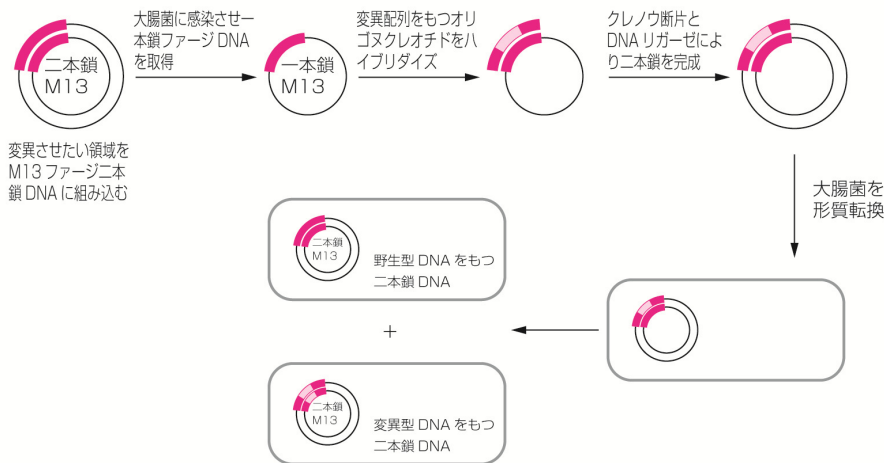 二本鎖
M13
大腸菌に感染させ一
本鎖ファージ DNA
を取得
一本鎖
M13
変異配列をもつオリ
ゴヌクレオチドをハ
イブリダイズ
クレノウ断片と
DNA リガーゼによ
り二本鎖を完成
変異させたい領域を
M13 ファージ二本
鎖 DNA に組み込む
大腸菌を
形質転換
二本鎖
M13
野生型 DNA をもつ
二本鎖 DNA
+
二本鎖
M13
変異型 DNA をもつ
二本鎖 DNA